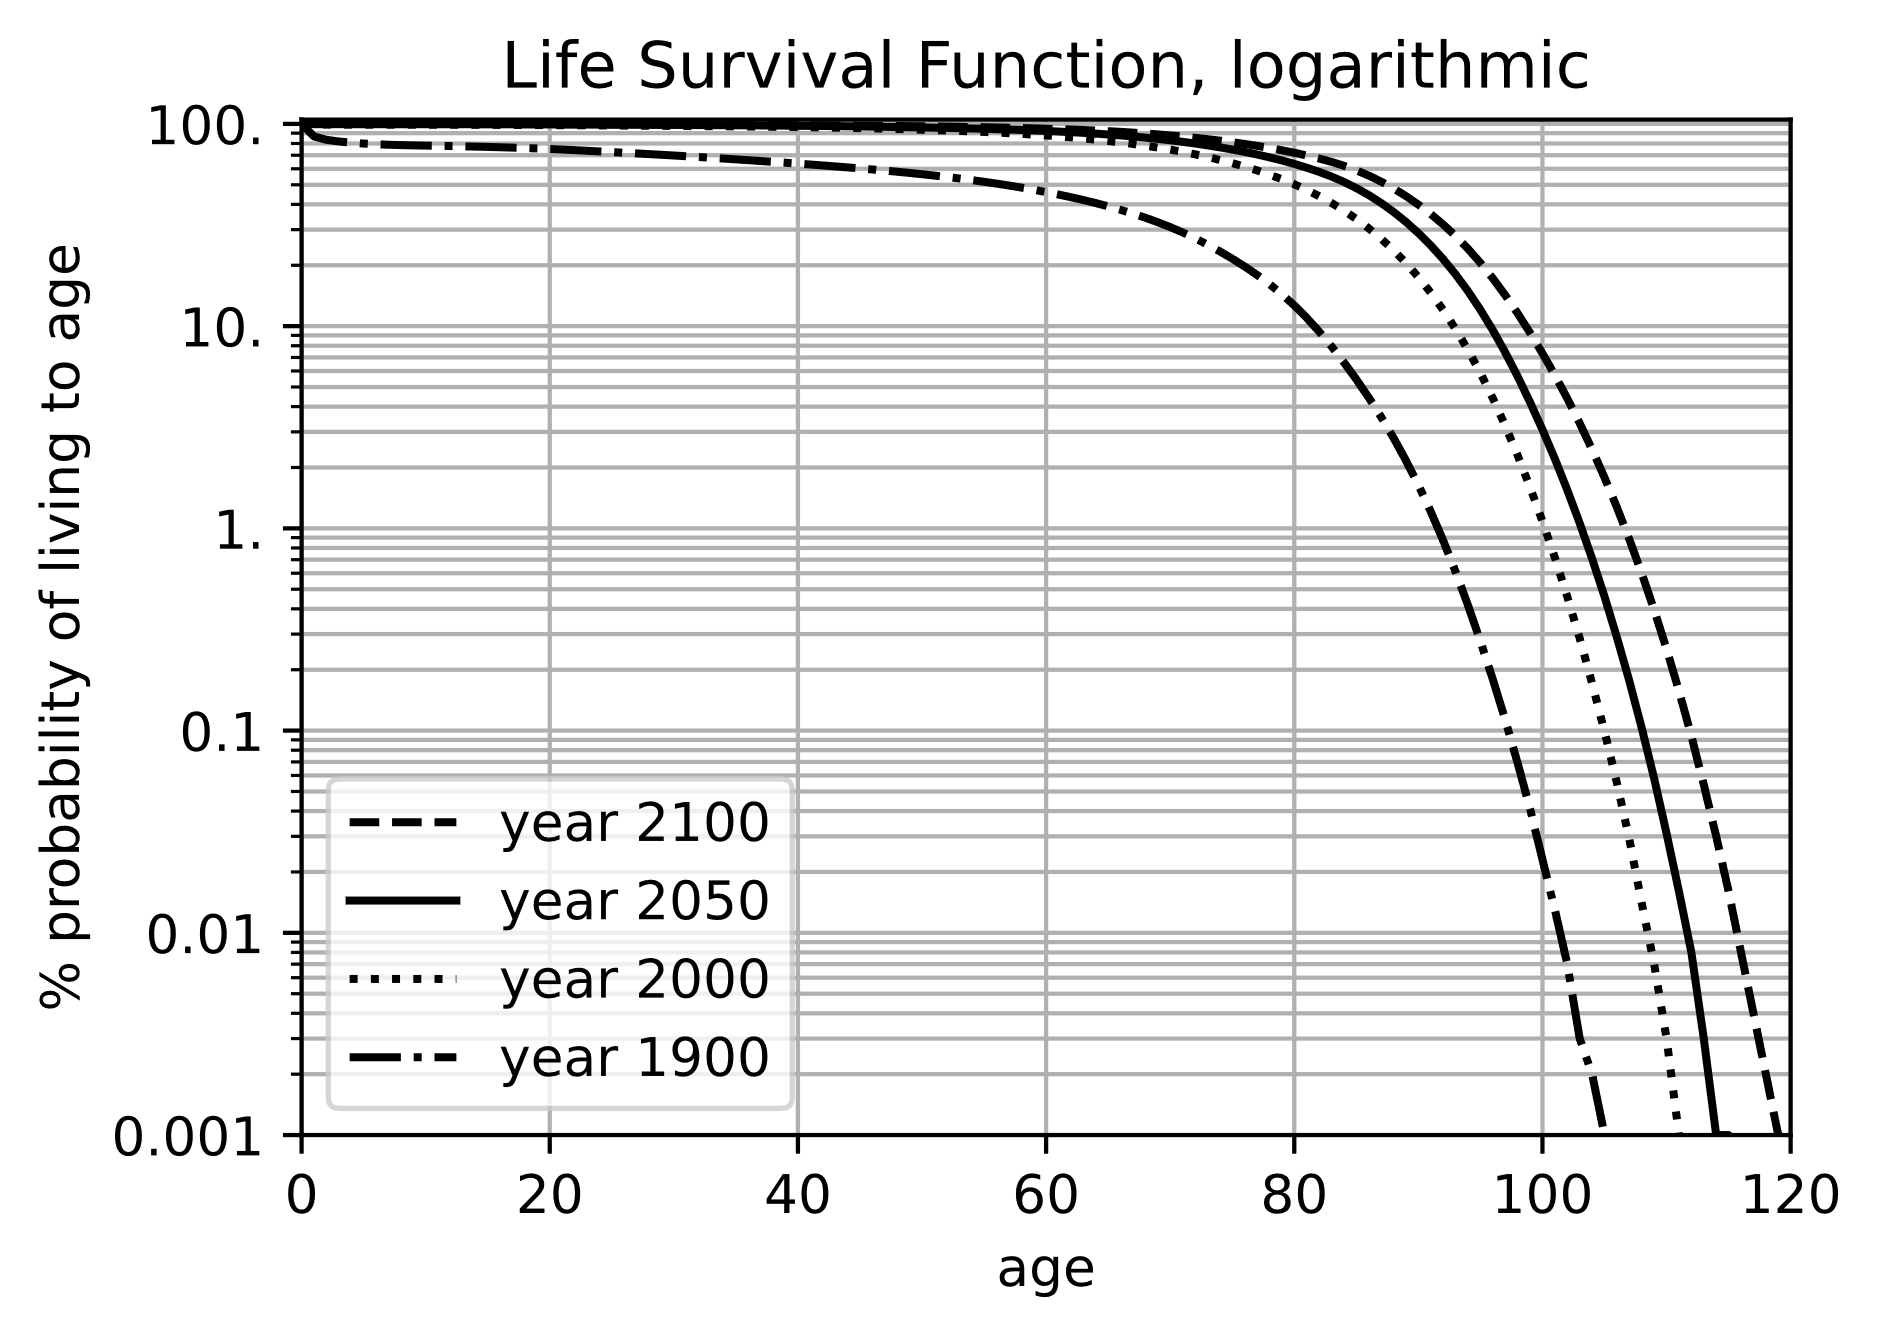 Life Survival Function, logarithmic
% probability of living to age
100.
10.
1.
0.1
0.01
0.001
year 2100
year 2050
year 2000
year 1900
0 20 40 60 80 100 120
age